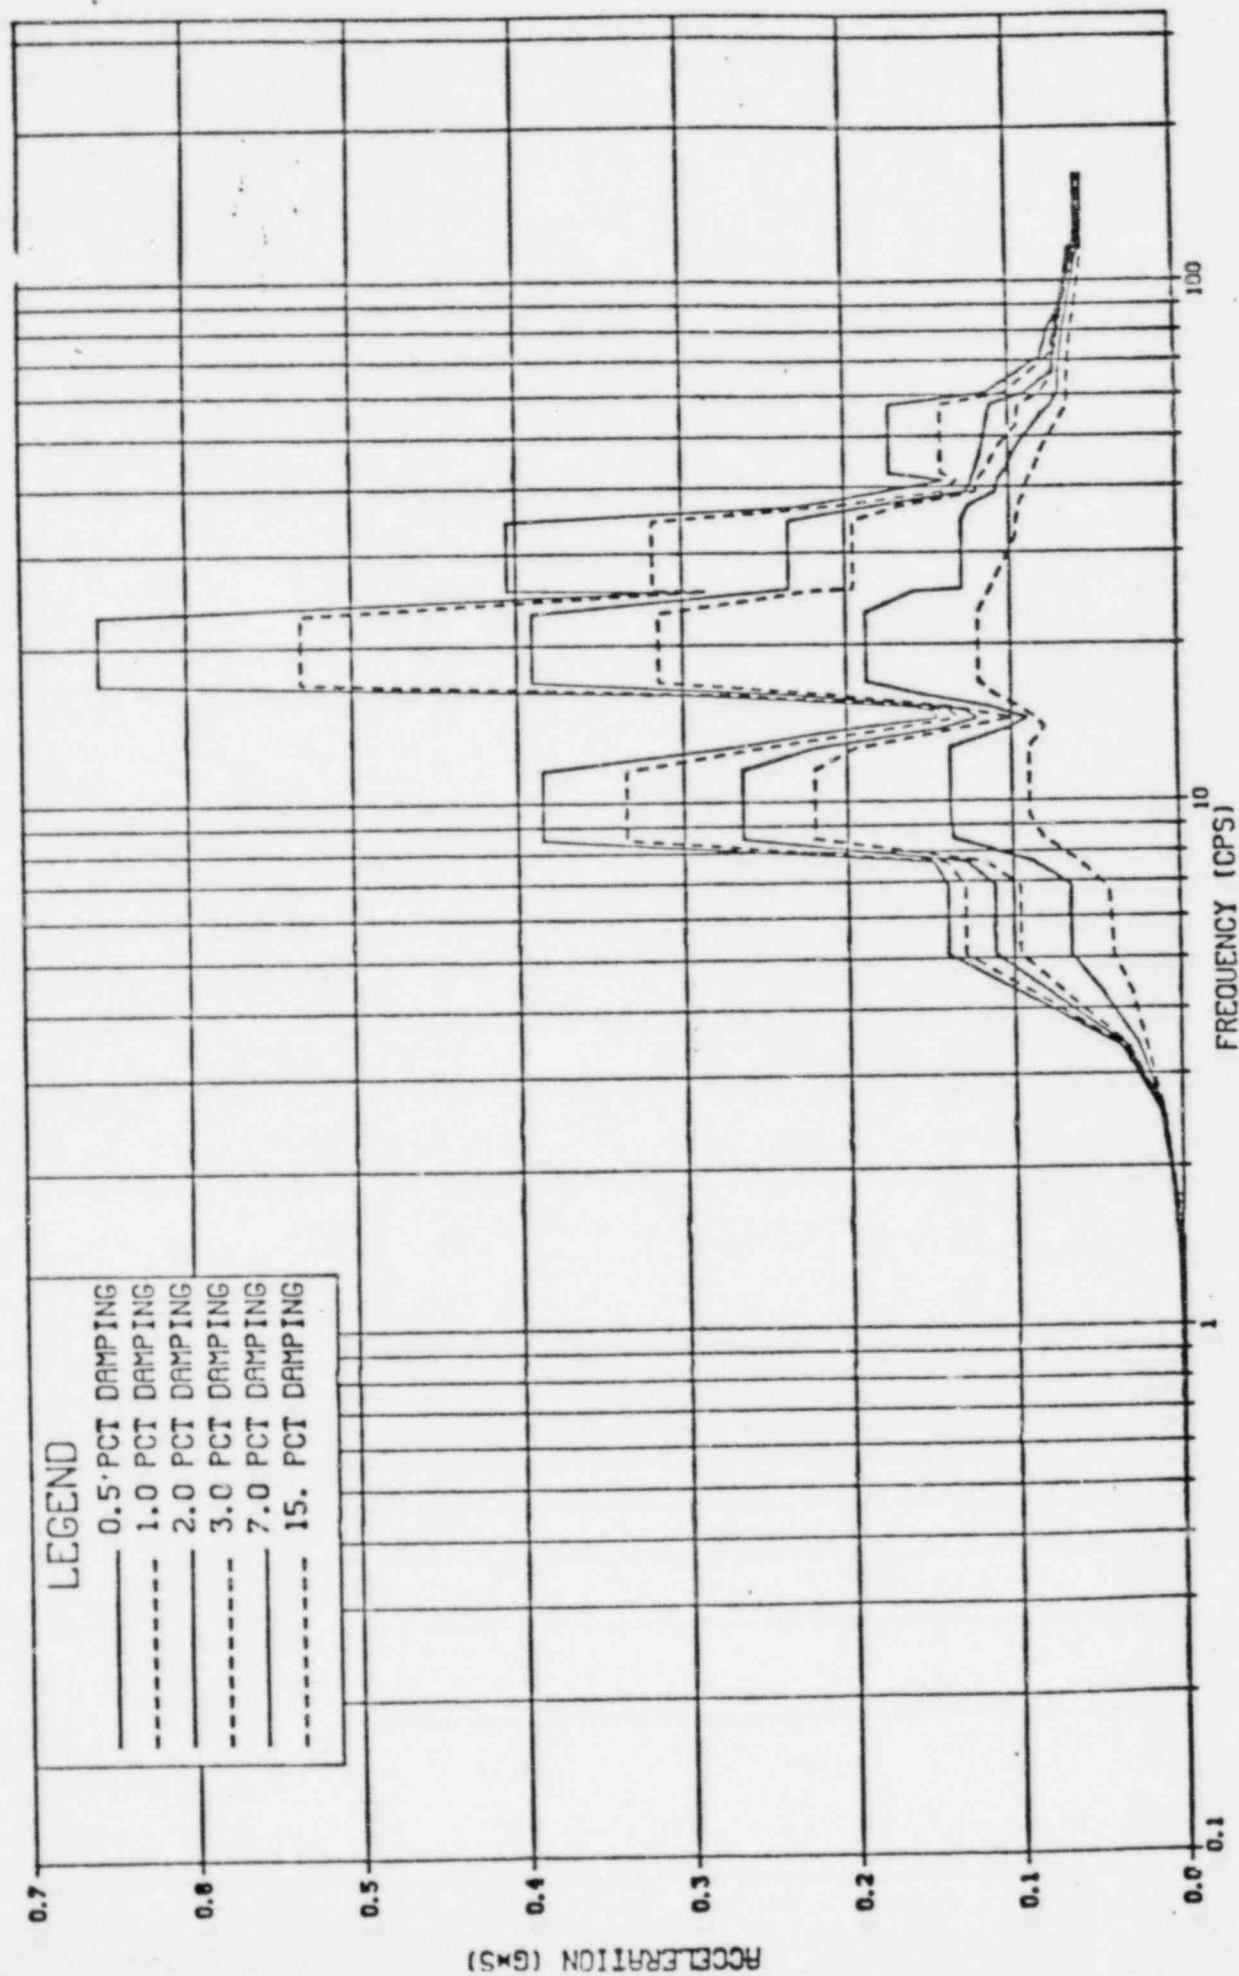 LEGEND
0.5 PCT DAMPING
1.0 PCT DAMPING
2.0 PCT DAMPING
3.0 PCT DAMPING
7.0 PCT DAMPING
15. PCT DAMPING
ACCELERATION (G*S)
0.7
0.6
0.5
0.4
0.3
0.2
0.1
0.0
0.1
1
10
100
FREQUENCY (CPS)